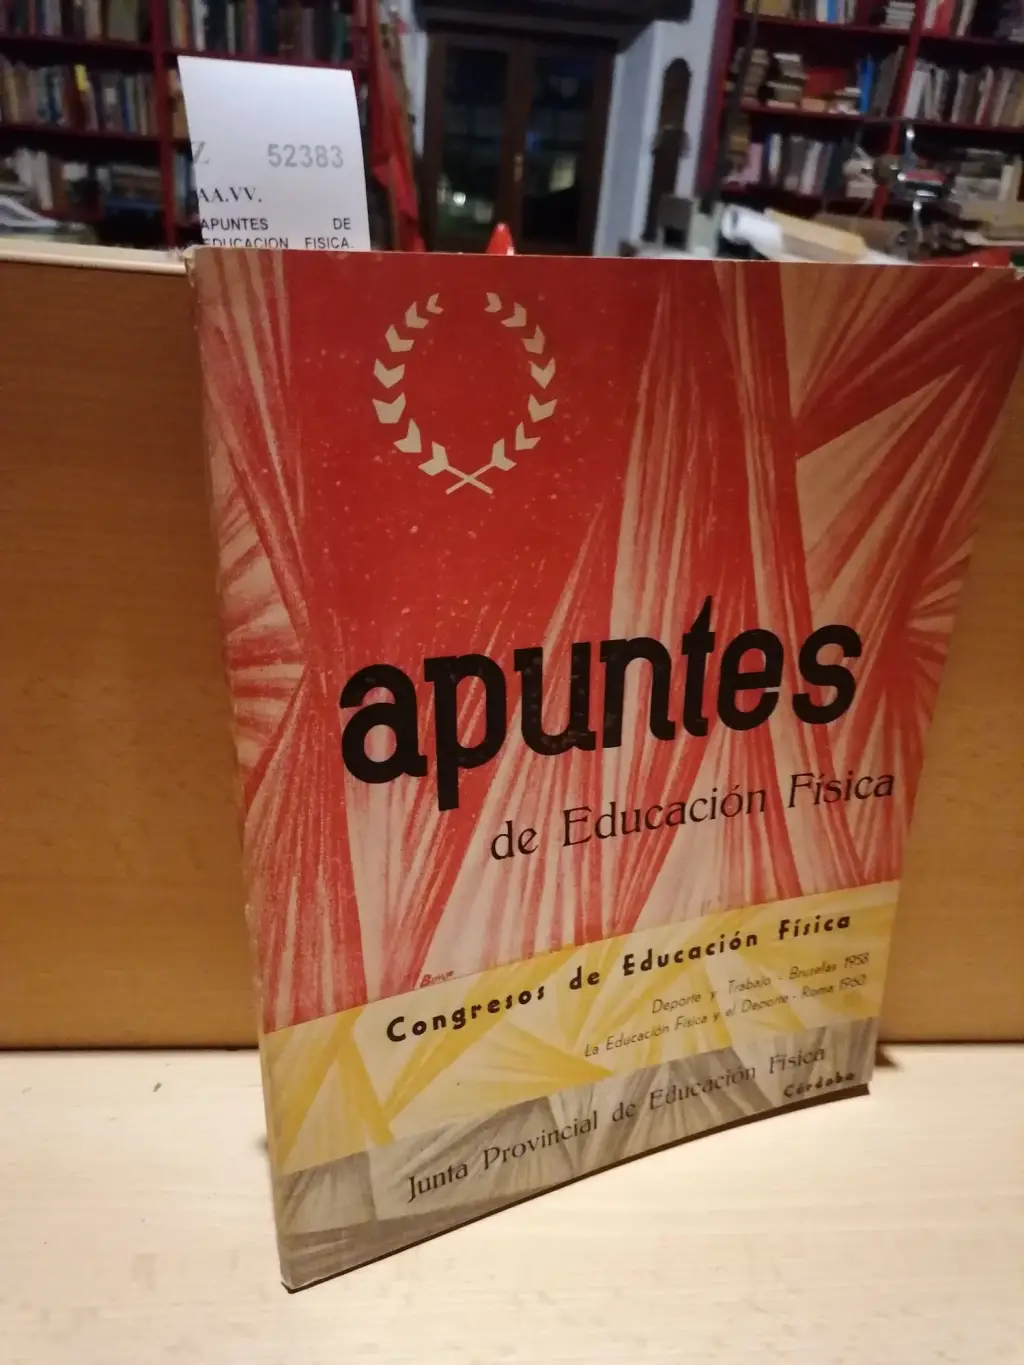 Z 52383
AA.VV.
APUNTES DE
EDUCACION FISICA.
apuntes
de Educación Física
Congresos de Educación Física
Deporte y Trabajo - Bruselas 1958
La Educación Física y el Deporte - Roma 1960
Junta Provincial de Educación Física
Córdoba